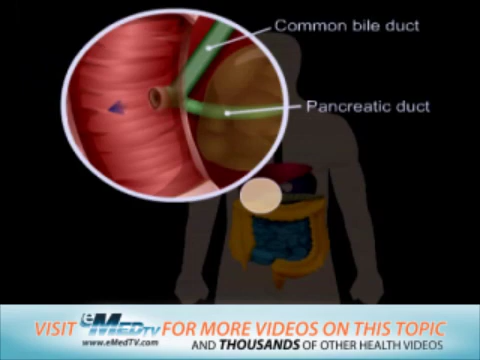 Common bile duct
Pancreatic duct
VISIT eMEDTV FOR MORE VIDEOS ON THIS TOPIC
www.eMedTV.com AND THOUSANDS OF OTHER HEALTH VIDEOS